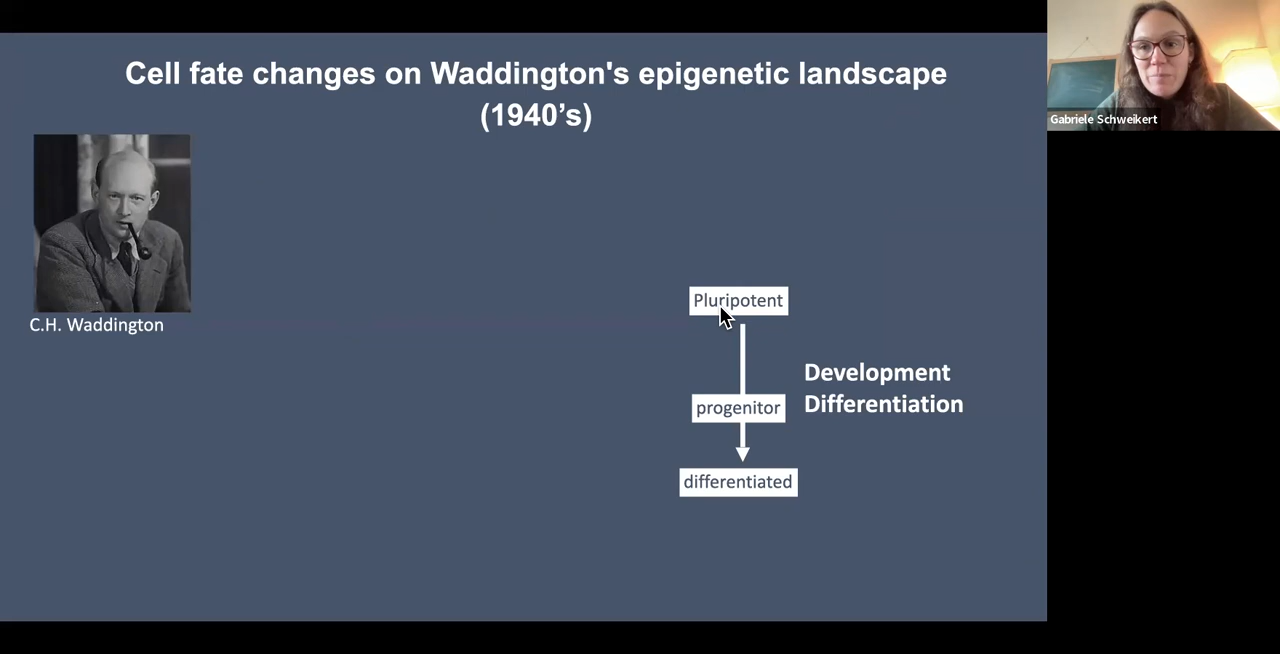 Cell fate changes on Waddington's epigenetic landscape
(1940’s)
Gabriele Schweikert
C.H. Waddington
Pluripotent
progenitor
Development
Differentiation
differentiated